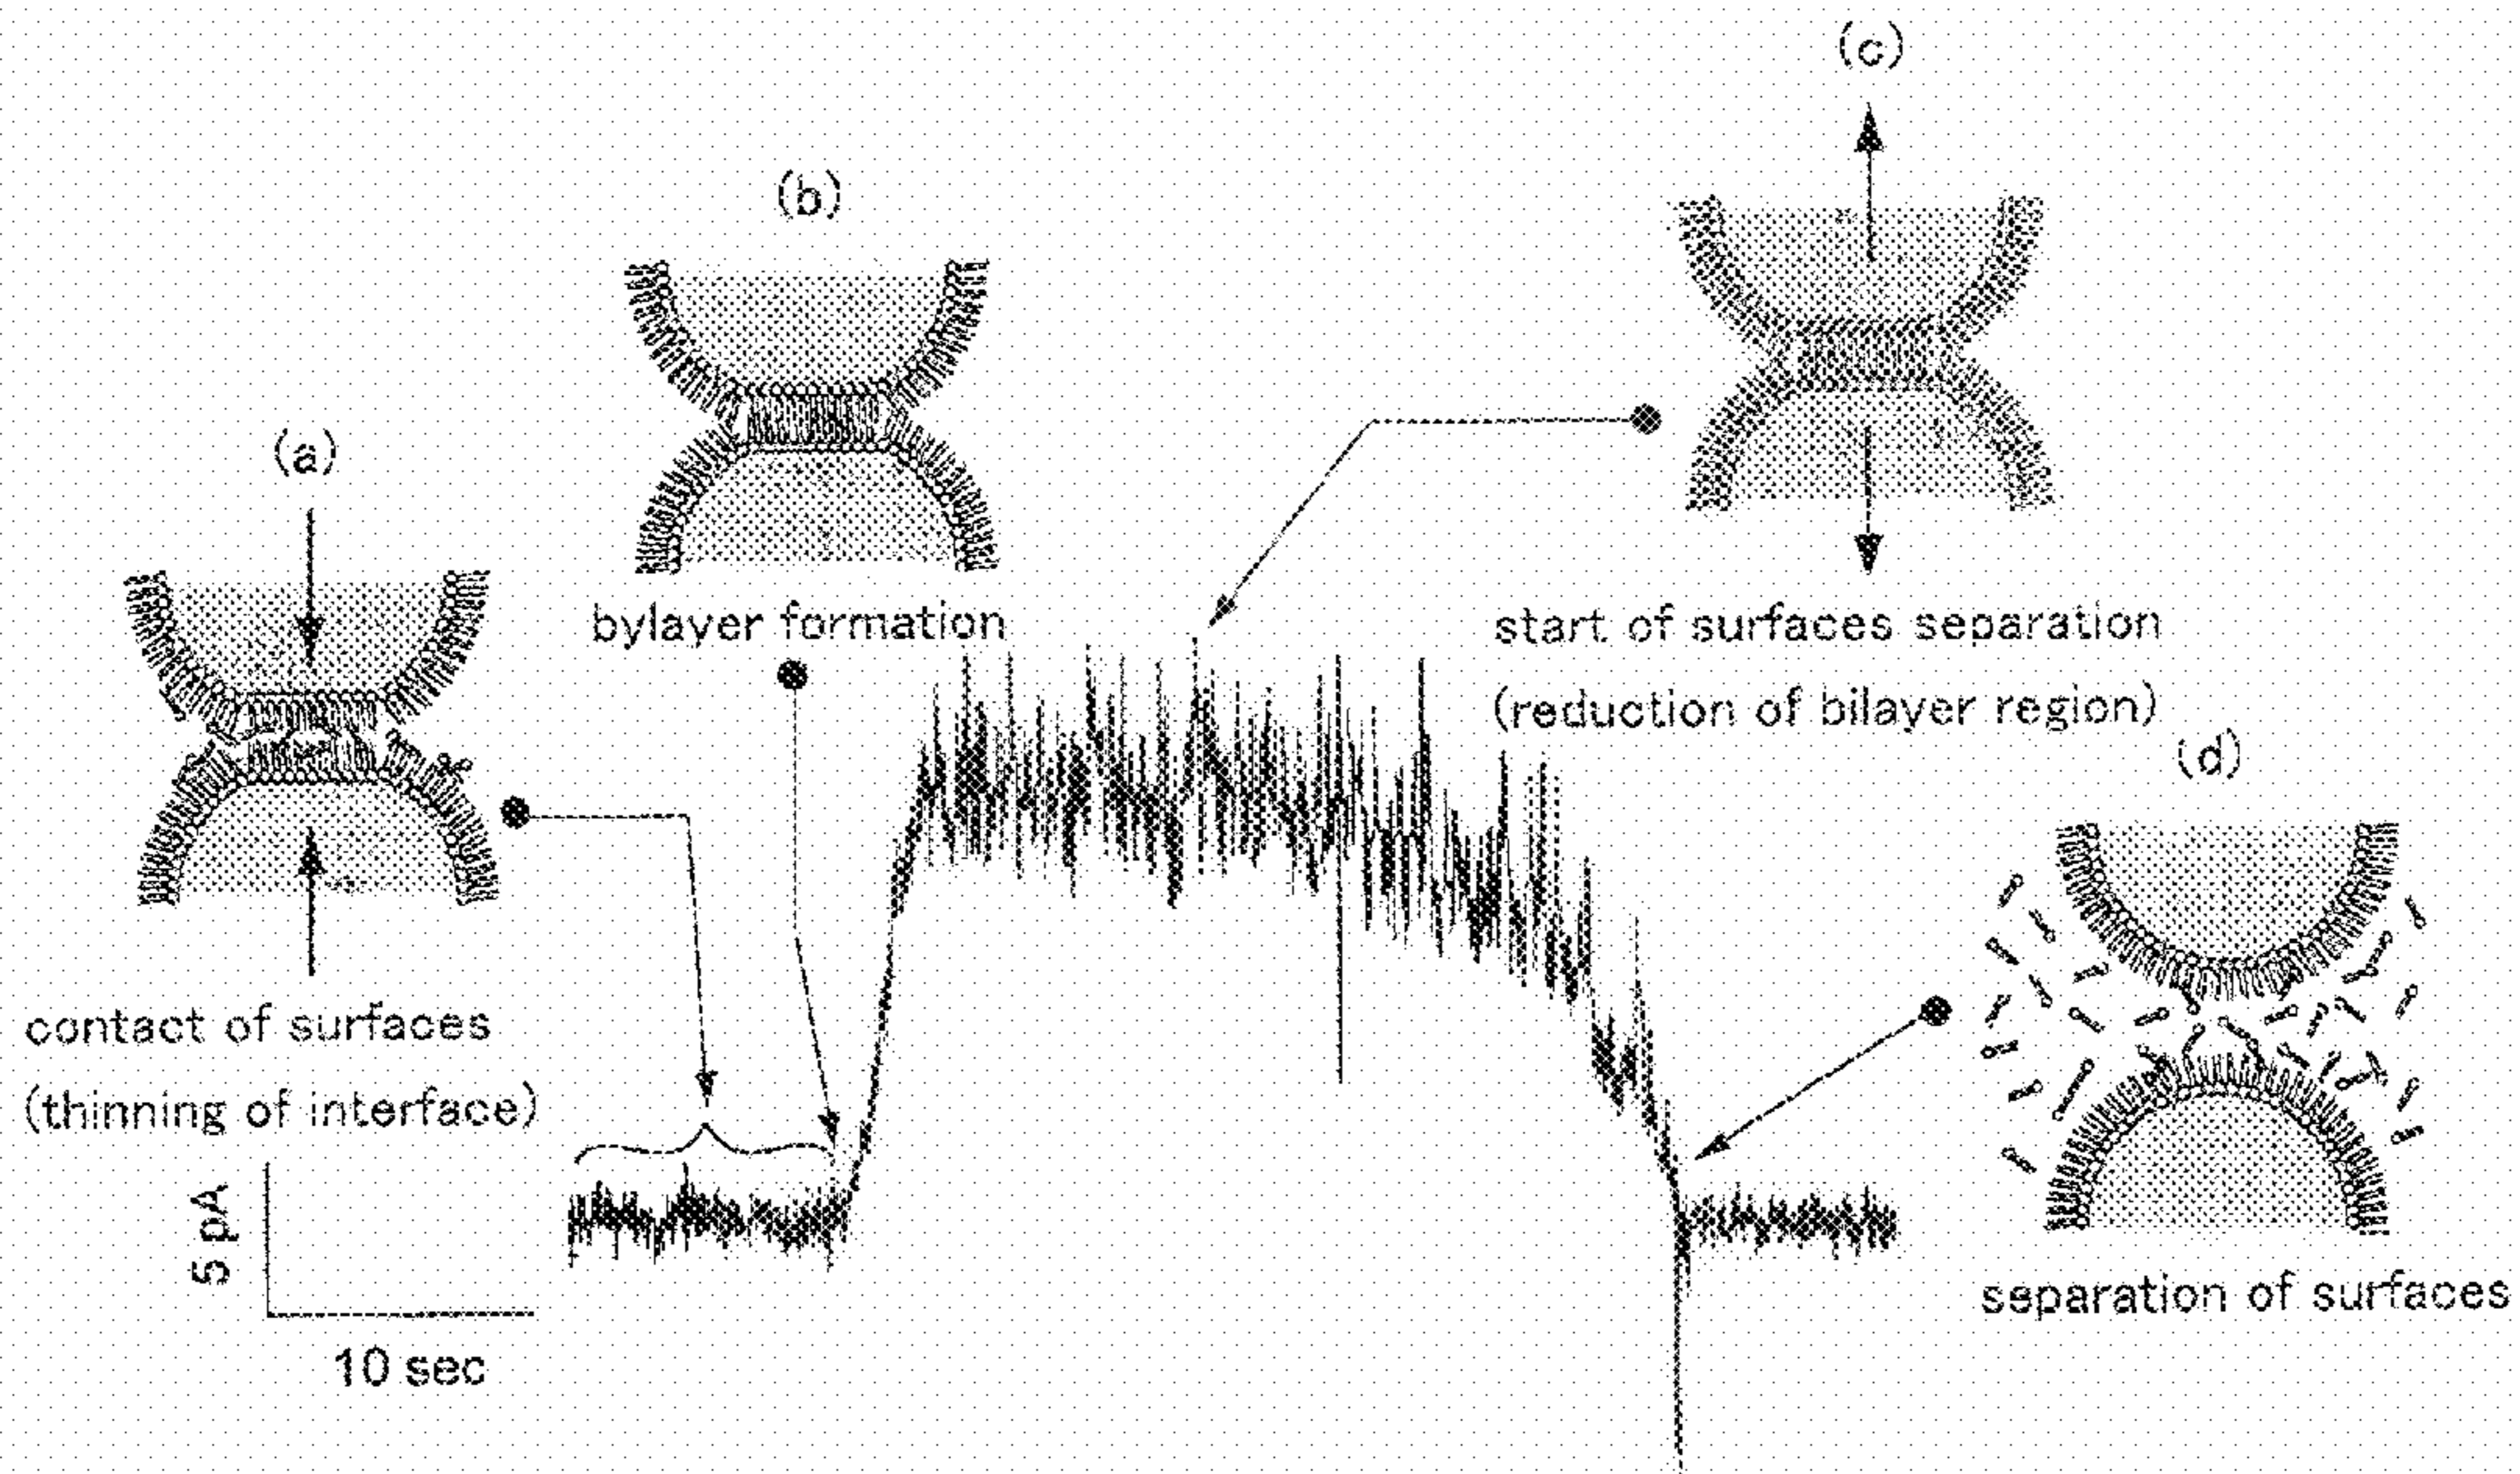 (a)
contact of surfaces
(thinning of interface)
(b)
bylayer formation
(c)
start of surfaces separation
(reduction of bilayer region)
(d)
separation of surfaces
5 pA
10 sec